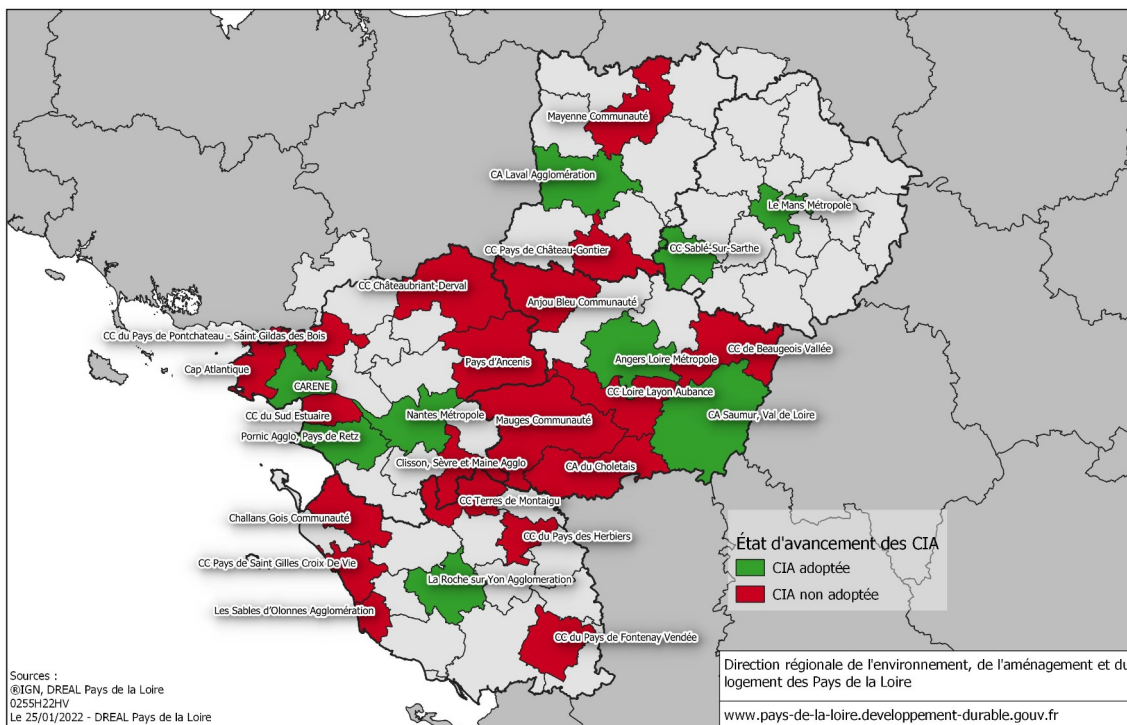 Mayenne Communauté
CA Laval Agglomération
Le Mans Métropole
CC Pays de Château-Gontier
CC Sablé-Sur-Sarthe
CC Châteaubriant-Derval
Anjou Bleu Communauté
CC du Pays de Pontchateau - Saint Gildas des Bois
CC de Beaugeois Vallée
Angers Loire Métropole
Pays d'Ancenis
Cap Atlantique
CARENE
CC Loire Layon Aubance
CC du Sud Estuaire
Nantes Métropole
Mauges Communauté
CA Saumur, Val de Loire
Pornic Agglo, Pays de Retz
Clisson, Sèvre et Maine Agglo
CA du Choletais
CC Terres de Montaigu
Challans Gois Communauté
CC du Pays des Herbiers
CC Pays de Saint Gilles Croix De Vie
La Roche sur Yon Agglomeration
Les Sables d'Olonnes Agglomération
CC du Pays de Fontenay Vendée
État d'avancement des CIA
CIA adoptée
CIA non adoptée
Sources :
®IGN, DREAL Pays de la Loire
0255H22HV
Le 25/01/2022 - DREAL Pays de la Loire
Direction régionale de l'environnement, de l'aménagement et du
logement des Pays de la Loire
www.pays-de-la-loire.developpement-durable.gouv.fr